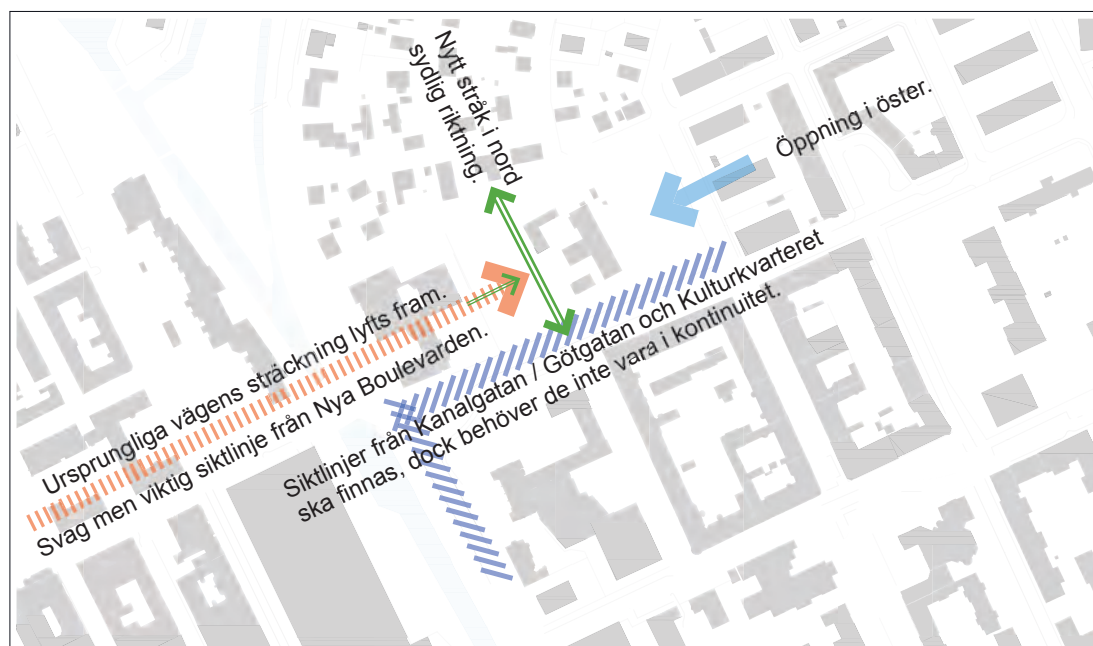 Nytt stråk i nord
sydlig riktning.
Öppning i öster.
Ursprungliga vägens sträckning lyfts fram.
Svag men viktig siktlinje från Nya Boulevarden.
Siktlinjer från Kanalgatan / Götgatan och Kulturkvarteret
ska finnas, dock behöver de inte vara i kontinuitet.